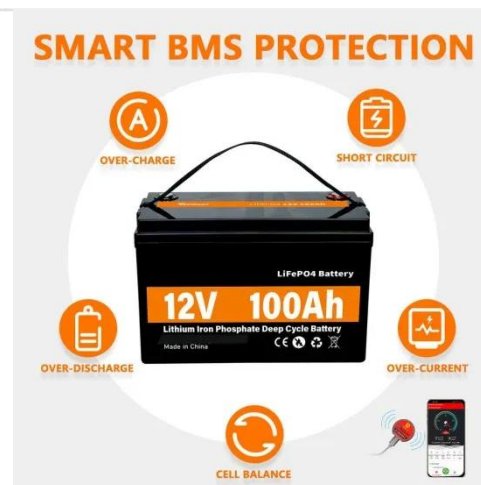 SMART BMS PROTECTION
OVER-CHARGE
SHORT CIRCUIT
LiFePO4 Battery
12V 100Ah
Lithium Iron Phosphate Deep Cycle Battery
Made in China
CE
OVER-DISCHARGE
OVER-CURRENT
CELL BALANCE